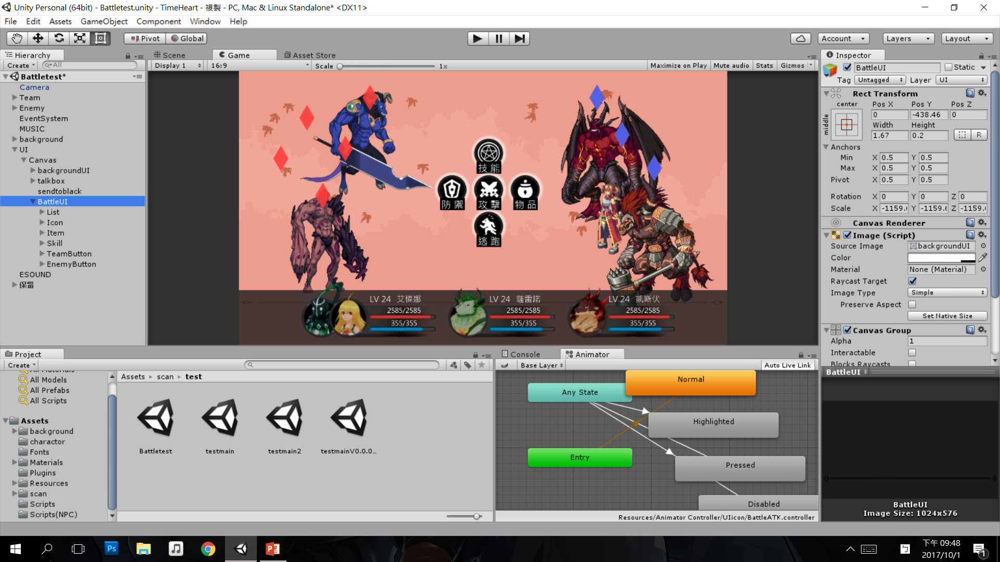 Unity Personal (64bit) - Battletest.unity - TimeHeart - 複製 - PC, Mac & Linux Standalone* <DX11>
File Edit Assets GameObject Component Window Help
Pivot Global Account Layers Layout
Hierarchy Scene Game Asset Store Inspector
Create All Display 1 16:9 Scale 1x Maximize on Play Mute audio Stats Gizmos
Battletest*
Camera
Team
Enemy
EventSystem
MUSIC
background
UI
Canvas
backgroundUI
talkbox
sendtoblack
BattleUI
List
Icon
Item
Skill
TeamButton
EnemyButton
ESOUND
保留
技能
防禦 攻擊 物品
逃跑
LV 24 艾憐娜 LV 24 薩雷諾 LV 24 凱斯伏
2585/2585 2585/2585 2585/2585
355/355 355/355 355/355
BattleUI Static
Tag Untagged Layer UI
Rect Transform
center Pos X Pos Y Pos Z
middle 0 -438.46 0
Width Height
1.67 0.2 R
Anchors
Min X 0.5 Y 0.5
Max X 0.5 Y 0.5
Pivot X 0.5 Y 0.5
Rotation X 0 Y 0 Z 0
Scale X -1159. Y -1159. Z -1159.
Canvas Renderer
Image (Script)
Source Image backgroundUI
Color
Material None (Material)
Raycast Target
Image Type Simple
Preserve Aspect
Set Native Size
Canvas Group
Alpha 1
Interactable
Blocks Raycasts
BattleUI
BattleUI
Image Size: 1024x576
Project
Create
All Materials
All Models
All Prefabs
All Scripts
Assets
background
charactor
Fonts
Materials
Plugins
Resources
scan
Scripts
Scripts(NPC)
Assets scan test
Battletest testmain testmain2 testmainV0.0.0...
Console Animator
Base Layer Auto Live Link
Normal
Any State
Highlighted
Entry
Pressed
Disabled
Resources/Animator Controller/UIicon/BattleATK.controller
Ps
下午 09:48
2017/10/1
1